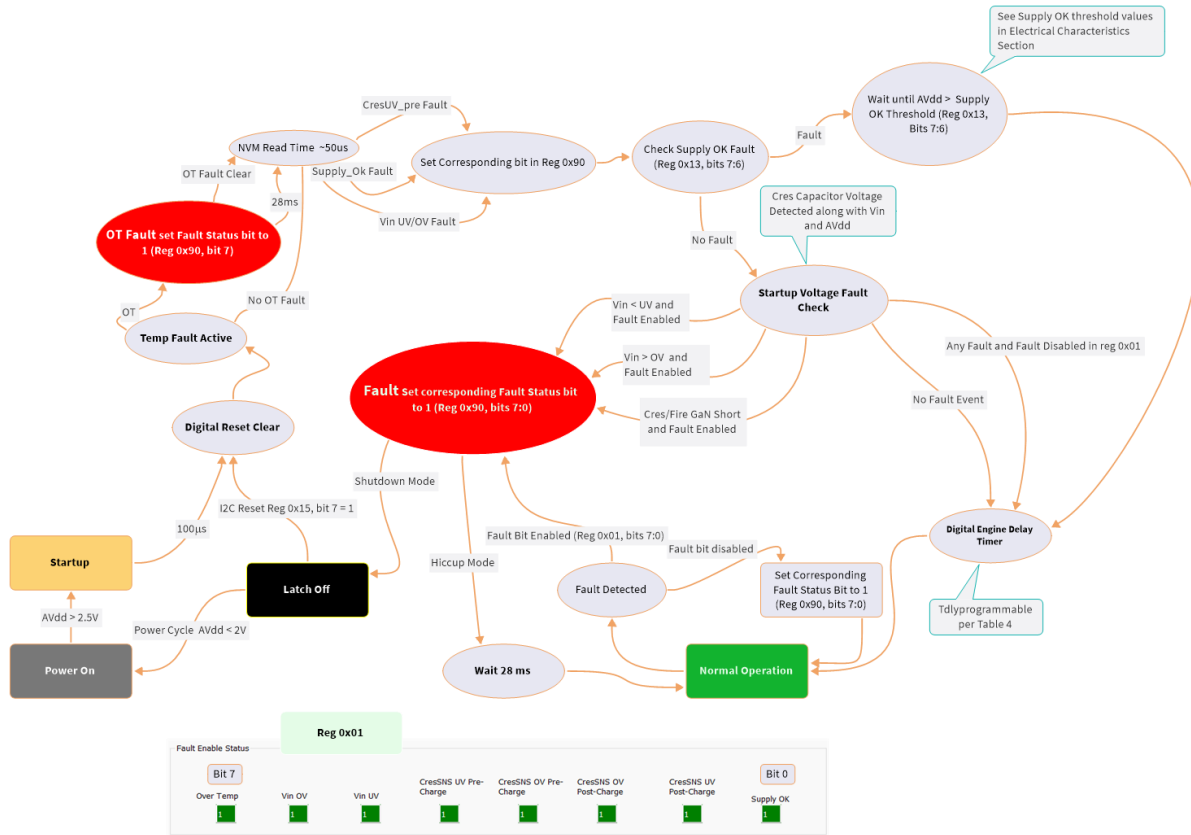 See Supply OK threshold values
in Electrical Characteristics
Section
CresUV_pre Fault
Wait until AVdd > Supply
OK Threshold (Reg 0x13,
Bits 7:6)
NVM Read Time ~50us
Set Corresponding bit in Reg 0x90
Check Supply OK Fault
(Reg 0x13, bits 7:6)
Fault
OT Fault Clear
Supply_Ok Fault
28ms
Vin UV/OV Fault
Cres Capacitor Voltage
Detected along with Vin
and AVdd
OT Fault set Fault Status bit to
1 (Reg 0x90, bit 7)
No Fault
No OT Fault
OT
Temp Fault Active
Startup Voltage Fault
Check
Vin < UV and
Fault Enabled
Any Fault and Fault Disabled in reg 0x01
Vin > OV and
Fault Enabled
Fault Set corresponding Fault Status bit
to 1 (Reg 0x90, bits 7:0)
No Fault Event
Cres/Fire GaN Short
and Fault Enabled
Digital Reset Clear
Shutdown Mode
I2C Reset Reg 0x15, bit 7 = 1
100µs
Fault Bit Enabled (Reg 0x01, bits 7:0)
Fault bit disabled
Digital Engine Delay
Timer
Startup
Hiccup Mode
Latch Off
Fault Detected
Set Corresponding
Fault Status Bit to 1
(Reg 0x90, bits 7:0)
AVdd > 2.5V
Power Cycle AVdd < 2V
Tdlyprogrammable
per Table 4
Power On
Wait 28 ms
Normal Operation
Reg 0x01
Fault Enable Status
Bit 7
Bit 0
Over Temp
Vin OV
Vin UV
CresSNS UV Pre-
Charge
CresSNS OV Pre-
Charge
CresSNS OV
Post-Charge
CresSNS UV
Post-Charge
Supply OK
1
1
1
1
1
1
1
1